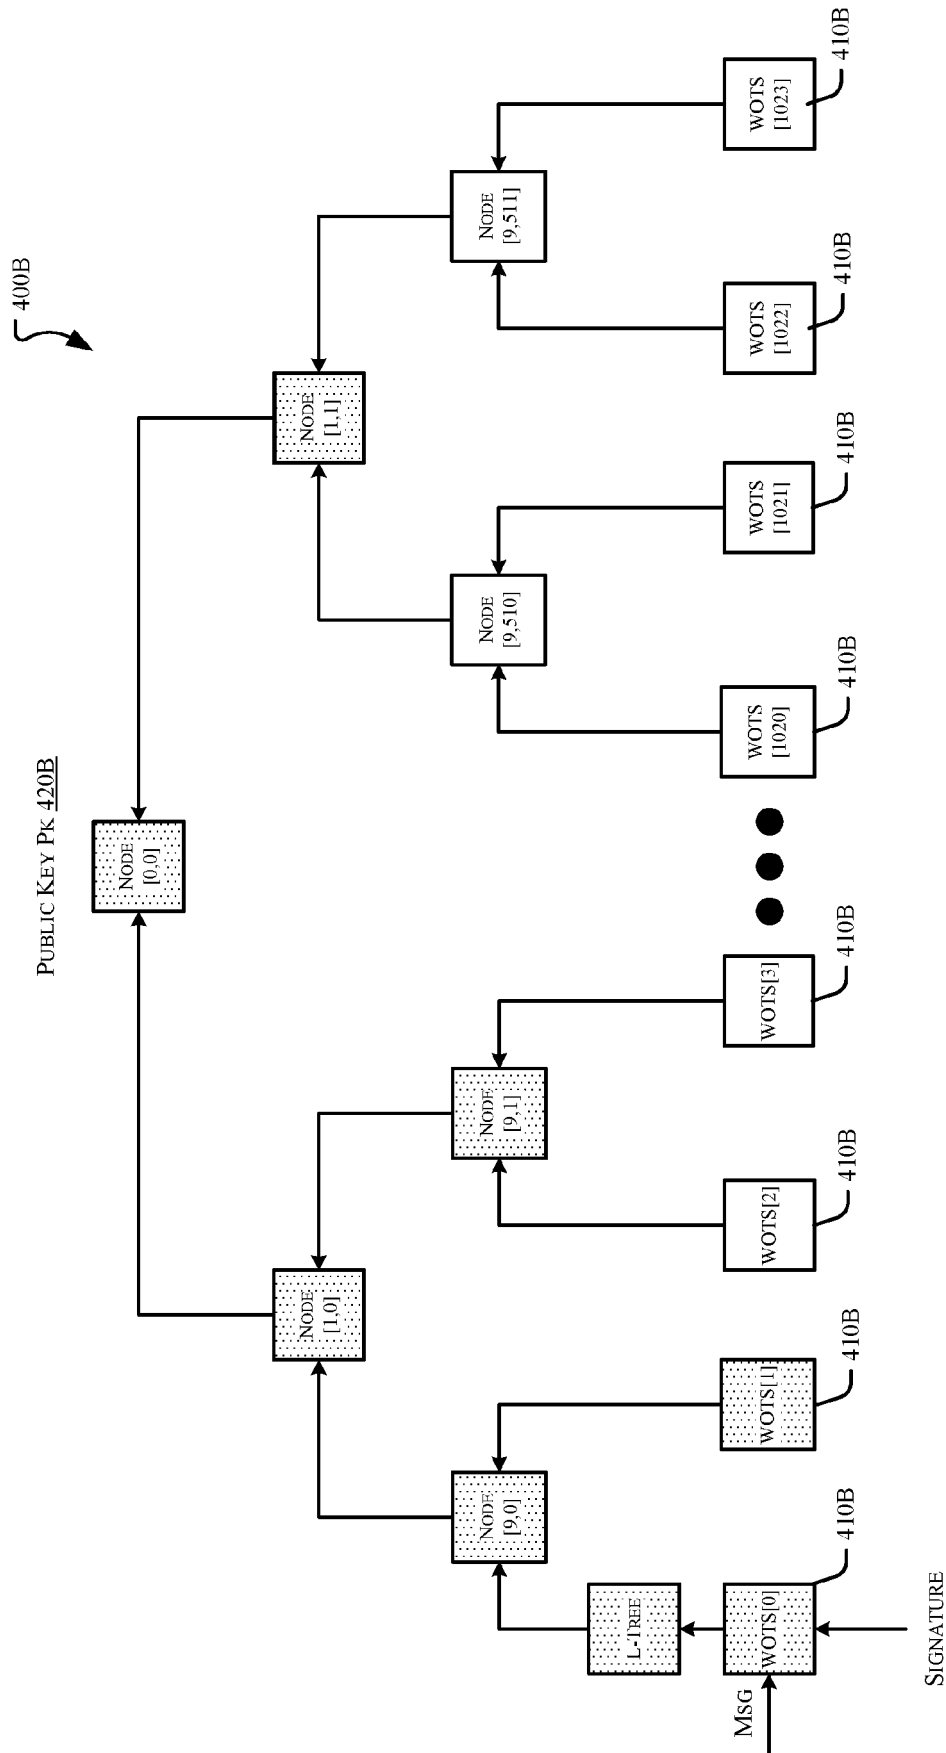 400B
PUBLIC KEY PK 420B
NODE
[0,0]
NODE
[1,0]
NODE
[1,1]
NODE
[9,0]
NODE
[9,1]
NODE
[9,510]
NODE
[9,511]
L-TREE
MSG
WOTS[0]
WOTS[1]
WOTS[2]
WOTS[3]
WOTS
[1020]
WOTS
[1021]
WOTS
[1022]
WOTS
[1023]
410B
410B
410B
410B
410B
410B
410B
410B
SIGNATURE